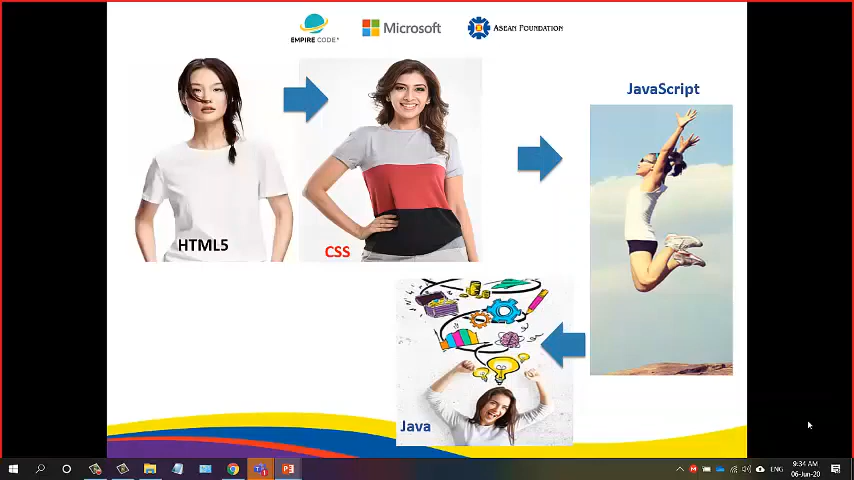 EMPIRE CODE
Microsoft
ASEAN FOUNDATION
JavaScript
HTML5
CSS
Java
ENG
9:34 AM
06-Jun-20